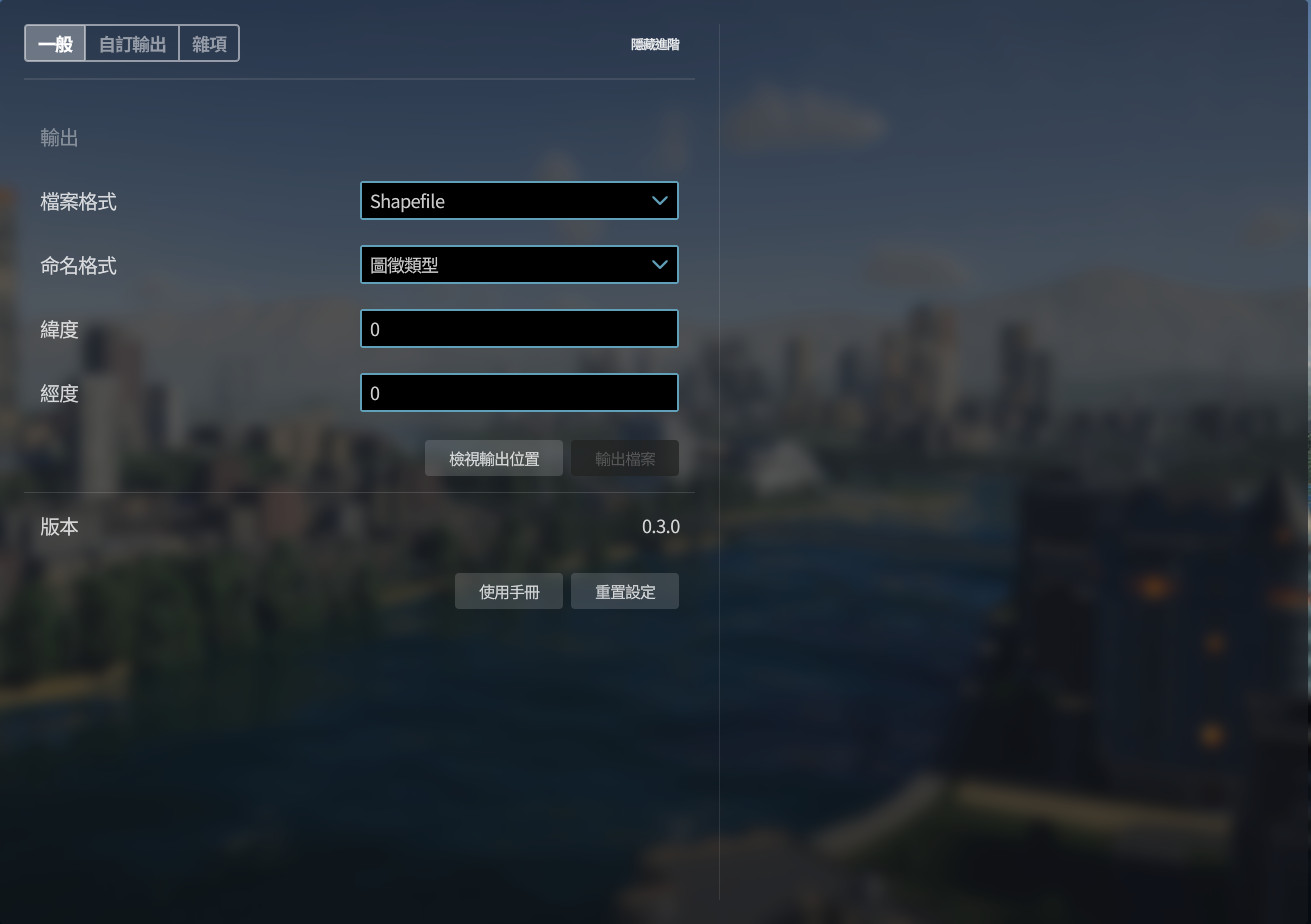 一般 自訂輸出 雜項 隱藏進階
輸出
檔案格式 Shapefile
命名格式 圖徵類型
緯度 0
經度 0
檢視輸出位置 輸出檔案
版本 0.3.0
使用手冊 重置設定